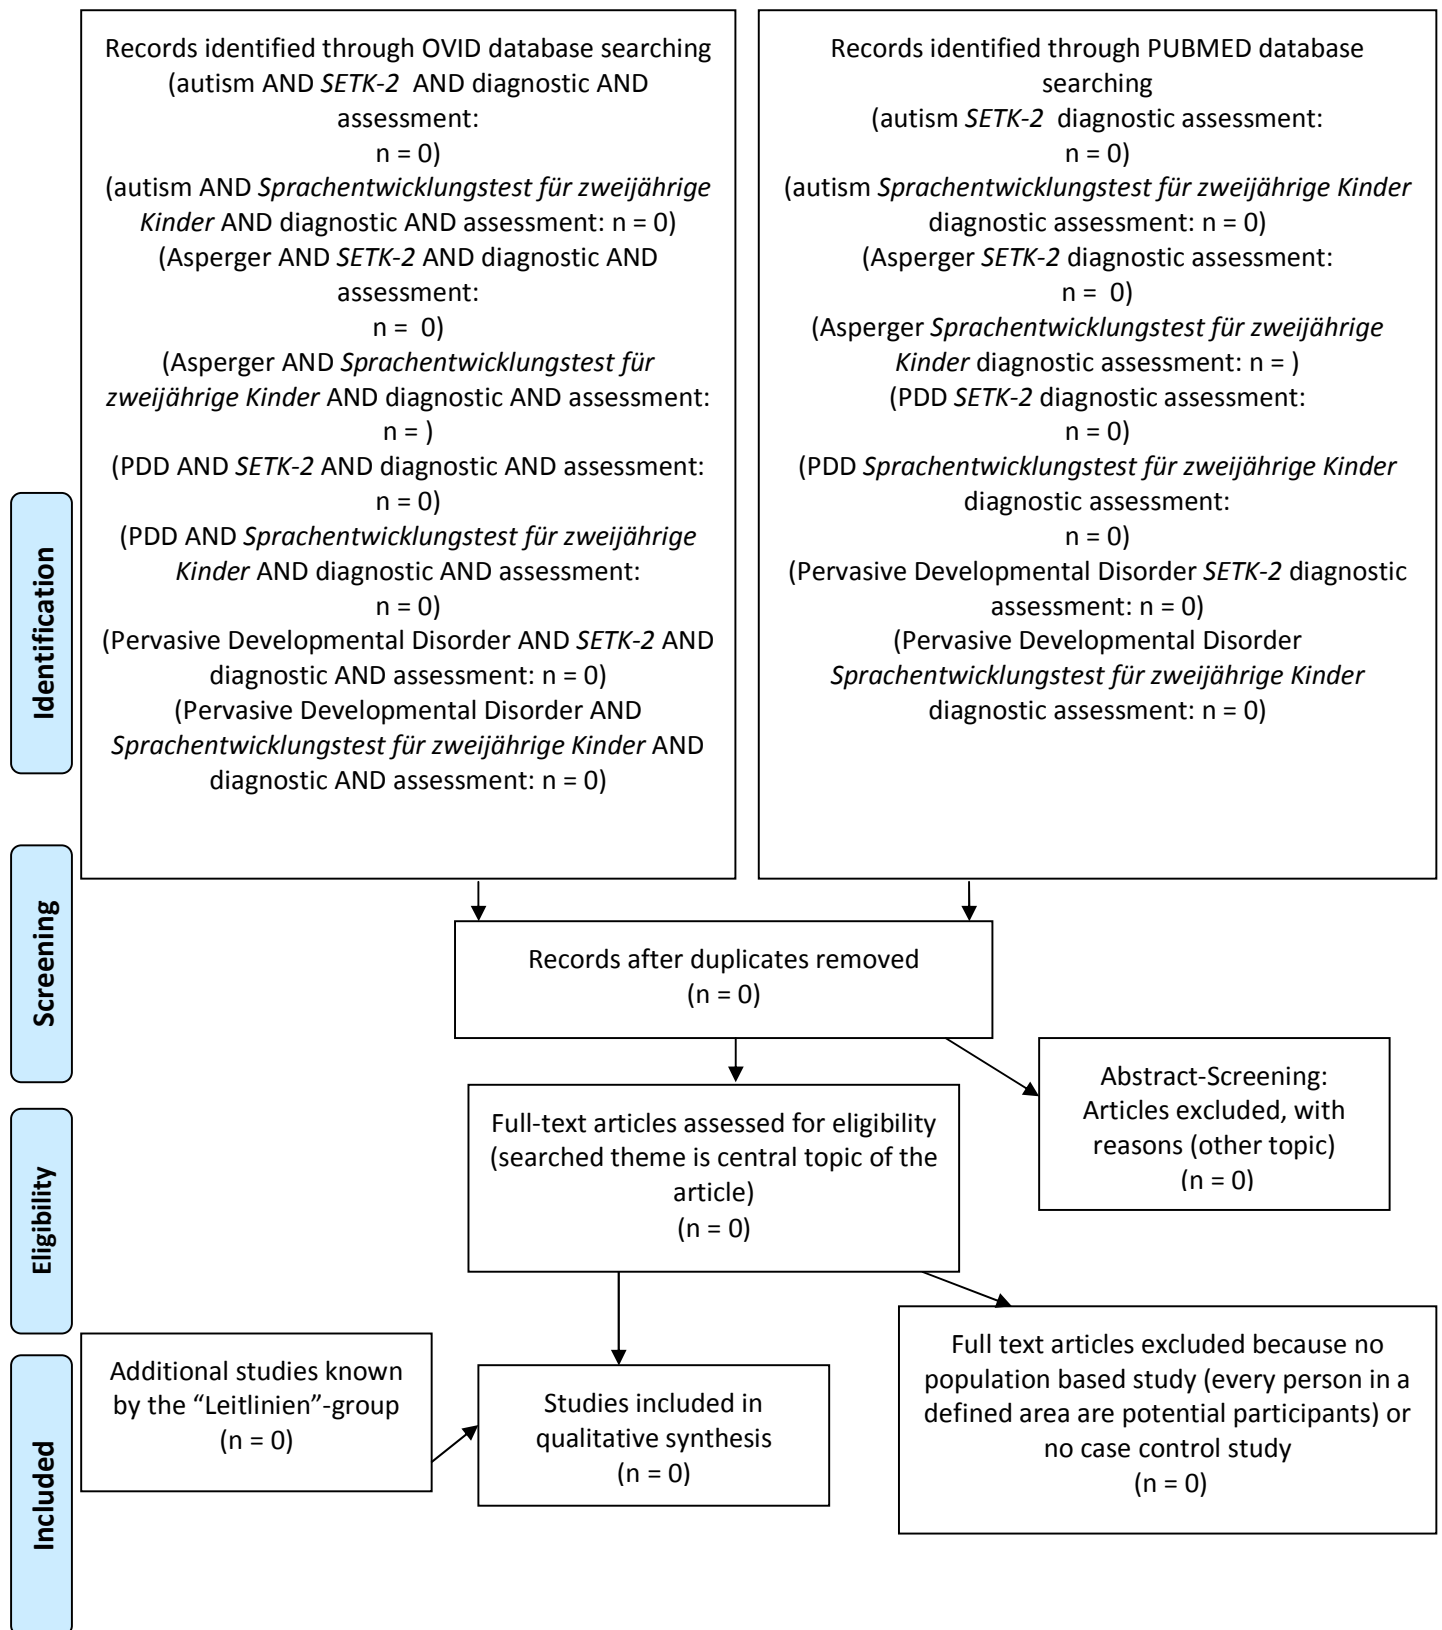 Records identified through OVID database searching
(autism AND SETK-2 AND diagnostic AND
assessment:
n = 0)
(autism AND Sprachentwicklungstest für zweijährige
Kinder AND diagnostic AND assessment: n = 0)
(Asperger AND SETK-2 AND diagnostic AND
assessment:
n = 0)
(Asperger AND Sprachentwicklungstest für
zweijährige Kinder AND diagnostic AND assessment:
n = )
(PDD AND SETK-2 AND diagnostic AND assessment:
n = 0)
(PDD AND Sprachentwicklungstest für zweijährige
Kinder AND diagnostic AND assessment:
n = 0)
(Pervasive Developmental Disorder AND SETK-2 AND
diagnostic AND assessment: n = 0)
(Pervasive Developmental Disorder AND
Sprachentwicklungstest für zweijährige Kinder AND
diagnostic AND assessment: n = 0)
Records identified through PUBMED database
searching
(autism SETK-2 diagnostic assessment:
n = 0)
(autism Sprachentwicklungstest für zweijährige Kinder
diagnostic assessment: n = 0)
(Asperger SETK-2 diagnostic assessment:
n = 0)
(Asperger Sprachentwicklungstest für zweijährige
Kinder diagnostic assessment: n = )
(PDD SETK-2 diagnostic assessment:
n = 0)
(PDD Sprachentwicklungstest für zweijährige Kinder
diagnostic assessment:
n = 0)
(Pervasive Developmental Disorder SETK-2 diagnostic
assessment: n = 0)
(Pervasive Developmental Disorder
Sprachentwicklungstest für zweijährige Kinder
diagnostic assessment: n = 0)
Identification
Screening
Records after duplicates removed
(n = 0)
Abstract-Screening:
Articles excluded, with
reasons (other topic)
(n = 0)
Eligibility
Full-text articles assessed for eligibility
(searched theme is central topic of the
article)
(n = 0)
Full text articles excluded because no
population based study (every person in a
defined area are potential participants) or
no case control study
(n = 0)
Included
Additional studies known
by the “Leitlinien”-group
(n = 0)
Studies included in
qualitative synthesis
(n = 0)